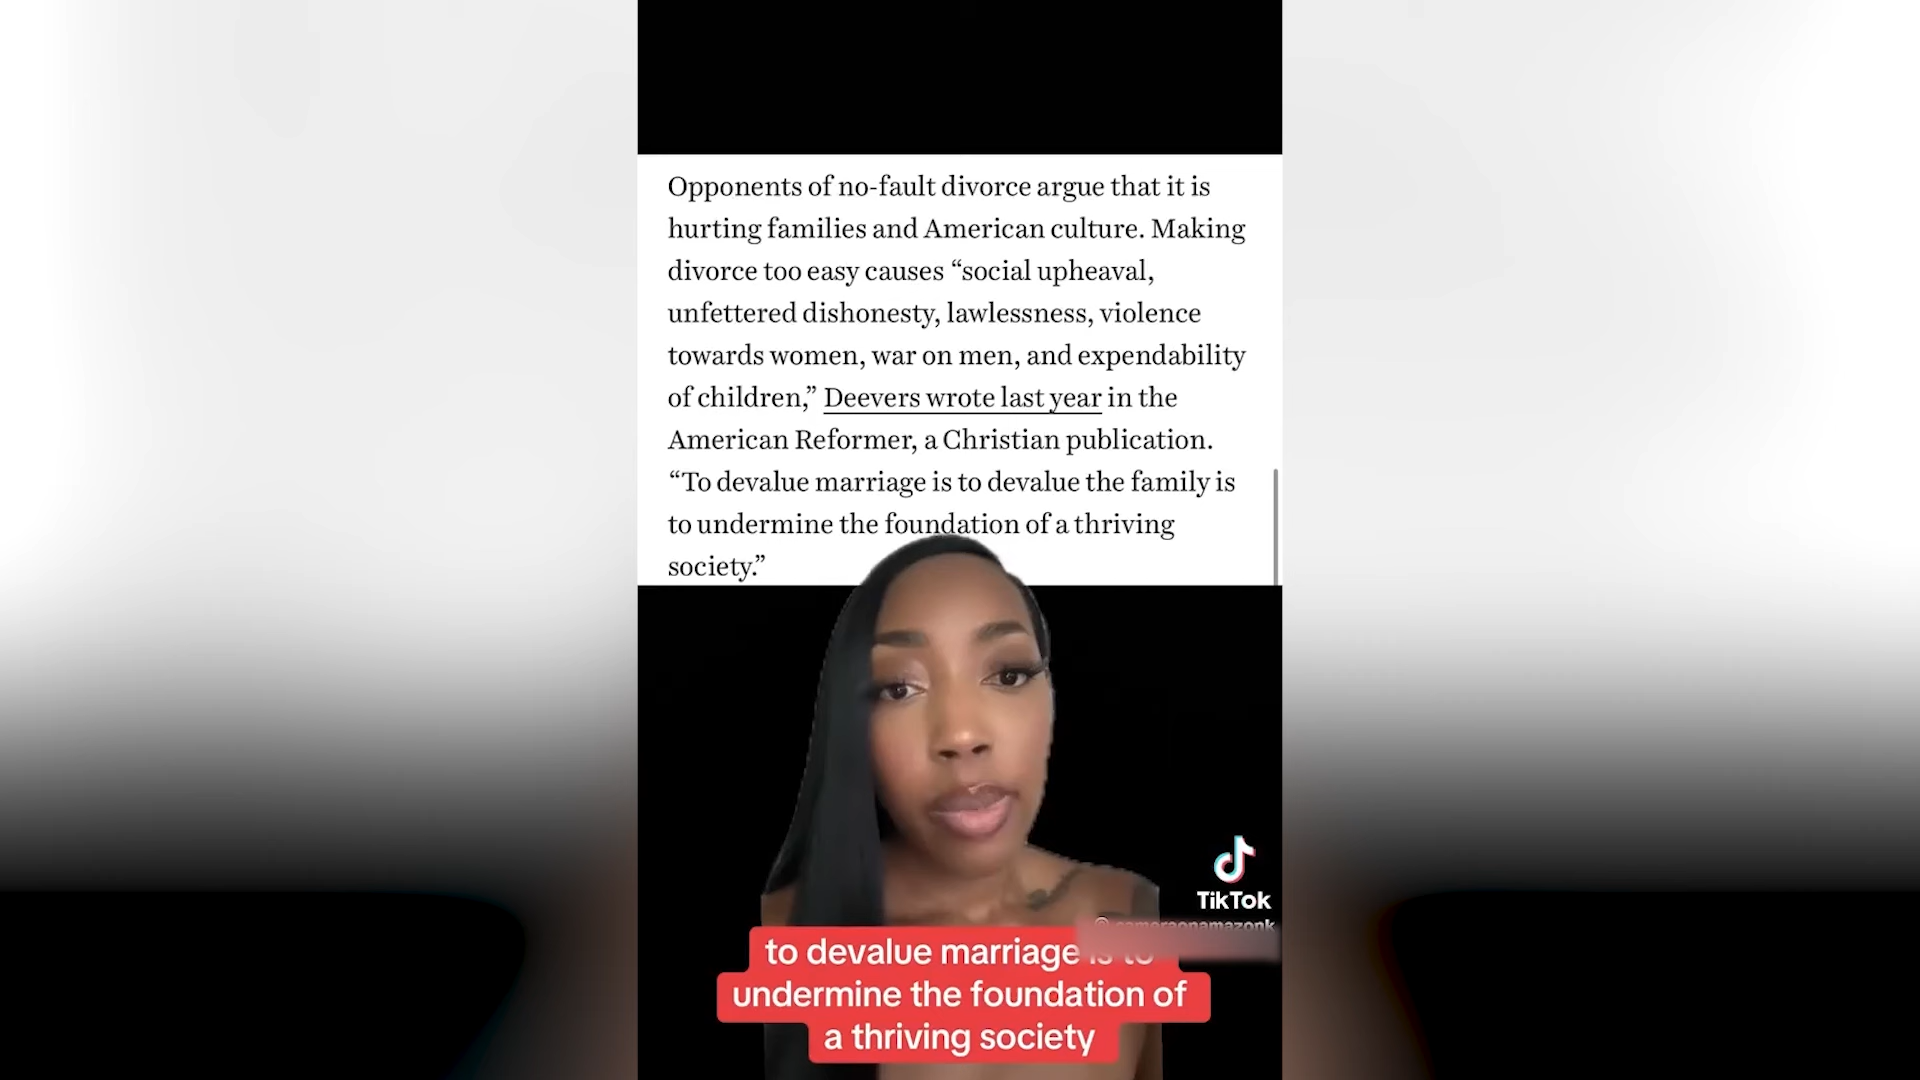 Opponents of no-fault divorce argue that it is
hurting families and American culture. Making
divorce too easy causes “social upheaval,
unfettered dishonesty, lawlessness, violence
towards women, war on men, and expendability
of children,” Deevers wrote last year in the
American Reformer, a Christian publication.
“To devalue marriage is to devalue the family is
to undermine the foundation of a thriving
society.”
TikTok
to devalue marriage is to
undermine the foundation of
a thriving society